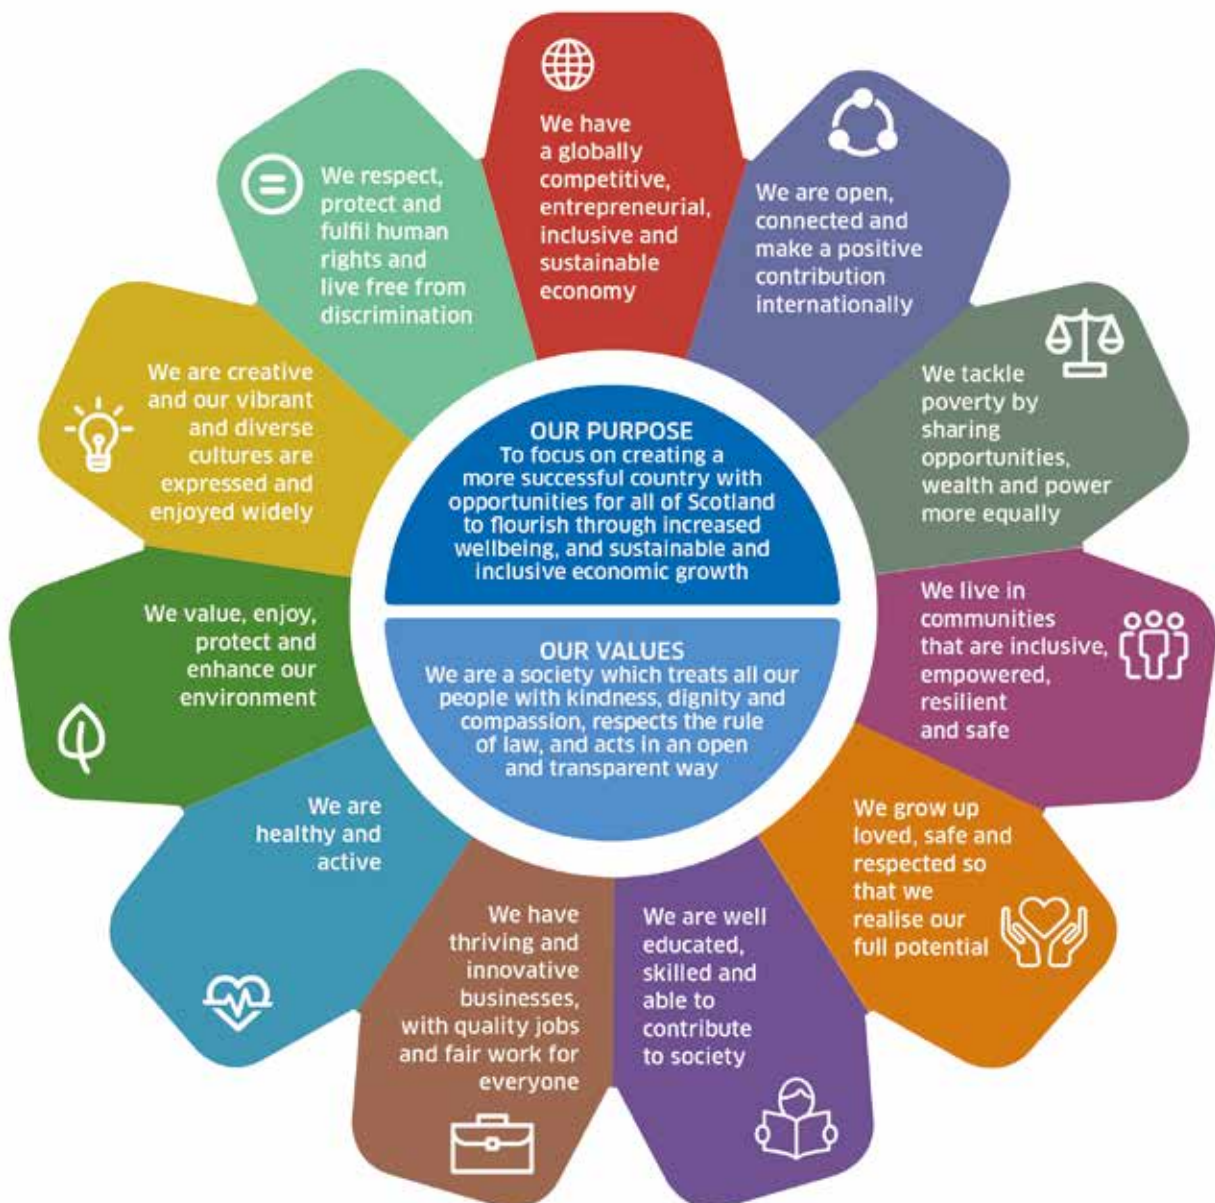 We have
a globally
competitive,
entrepreneurial,
inclusive and
sustainable
economy
We are open,
connected and
make a positive
contribution
internationally
We tackle
poverty by
sharing
opportunities,
wealth and power
more equally
We live in
communities
that are inclusive,
empowered,
resilient
and safe
We grow up
loved, safe and
respected so
that we
realise our
full potential
We are well
educated,
skilled and
able to
contribute
to society
We have
thriving and
innovative
businesses,
with quality jobs
and fair work for
everyone
We are
healthy and
active
We value, enjoy,
protect and
enhance our
environment
We are creative
and our vibrant
and diverse
cultures are
expressed and
enjoyed widely
We respect,
protect and
fulfil human
rights and
live free from
discrimination
OUR PURPOSE
To focus on creating a
more successful country with
opportunities for all of Scotland
to flourish through increased
wellbeing, and sustainable and
inclusive economic growth
OUR VALUES
We are a society which treats all our
people with kindness, dignity and
compassion, respects the rule
of law, and acts in an open
and transparent way